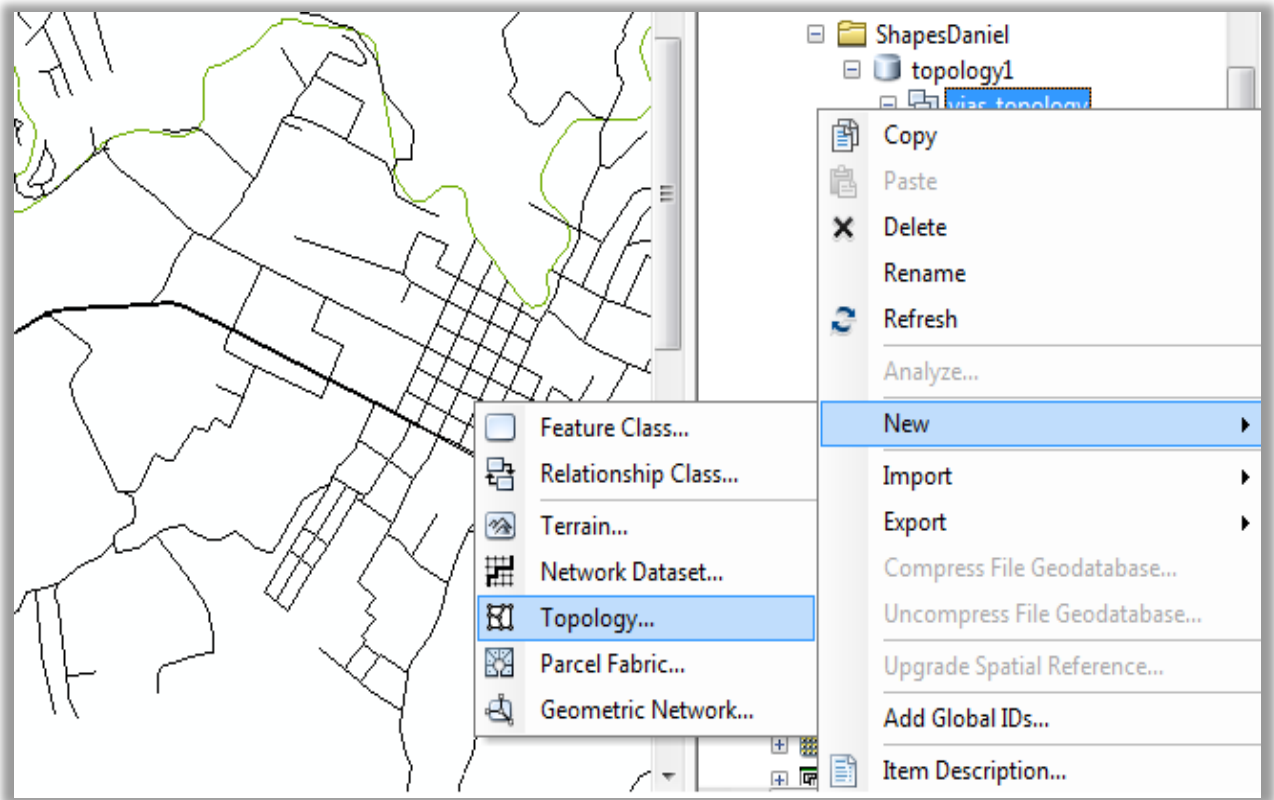 ShapesDaniel
topology1
vias_topology
Copy
Paste
Delete
Rename
Refresh
Analyze...
New
Import
Export
Compress File Geodatabase...
Uncompress File Geodatabase...
Upgrade Spatial Reference...
Add Global IDs...
Item Description...
Feature Class...
Relationship Class...
Terrain...
Network Dataset...
Topology...
Parcel Fabric...
Geometric Network...